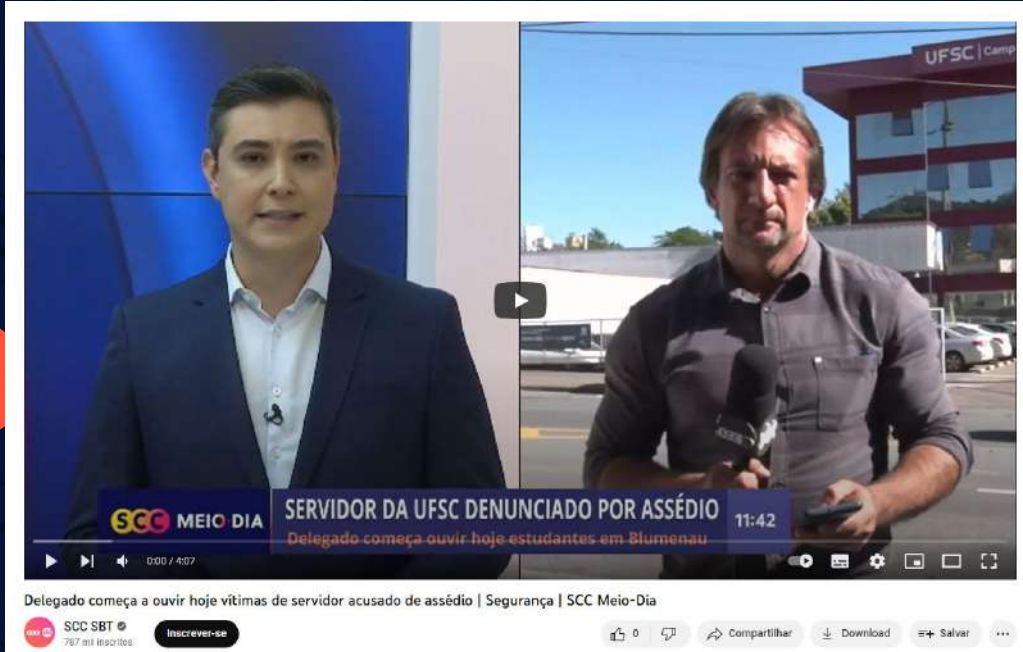 UFSC | Camp
SCC MEIO-DIA
SERVIDOR DA UFSC DENUNCIADO POR ASSÉDIO
11:42
Delegado começa ouvir hoje estudantes em Blumenau
0:00 / 4:07
Delegado começa a ouvir hoje vítimas de servidor acusado de assédio | Segurança | SCC Meio-Dia
SCC SBT
787 mil inscritos
Inscrever-se
0
Compartilhar
Download
Salvar